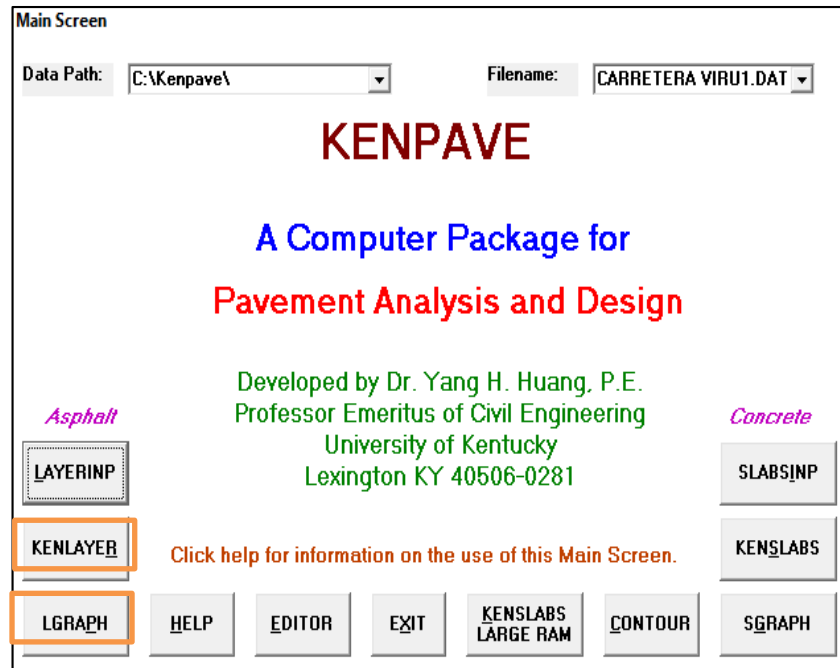 Main Screen
Data Path: C:\Kenpave\ Filename: CARRETERA VIRU1.DAT
KENPAVE
A Computer Package for
Pavement Analysis and Design
Developed by Dr. Yang H. Huang, P.E.
Asphalt Professor Emeritus of Civil Engineering Concrete
University of Kentucky
LAYERINP Lexington KY 40506-0281 SLABSINP
KENLAYER Click help for information on the use of this Main Screen. KENSLABS
LGRAPH HELP EDITOR EXIT KENSLABS LARGE RAM CONTOUR SGRAPH